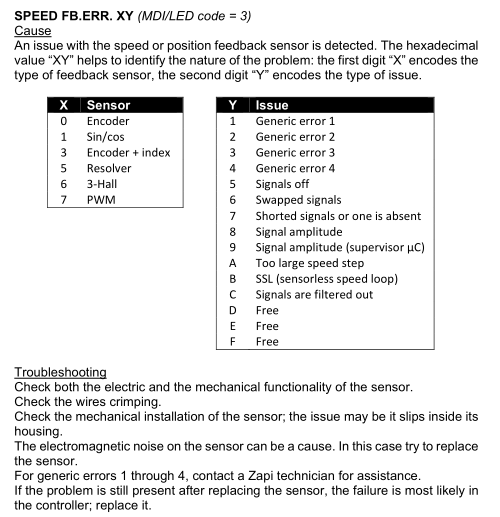 SPEED FB.ERR. XY (MDI/LED code = 3)
Cause
An issue with the speed or position feedback sensor is detected. The hexadecimal
value “XY” helps to identify the nature of the problem: the first digit “X” encodes the
type of feedback sensor, the second digit “Y” encodes the type of issue.
X Sensor
0 Encoder
1 Sin/cos
3 Encoder + index
5 Resolver
6 3-Hall
7 PWM
Y Issue
1 Generic error 1
2 Generic error 2
3 Generic error 3
4 Generic error 4
5 Signals off
6 Swapped signals
7 Shorted signals or one is absent
8 Signal amplitude
9 Signal amplitude (supervisor µC)
A Too large speed step
B SSL (sensorless speed loop)
C Signals are filtered out
D Free
E Free
F Free
Troubleshooting
Check both the electric and the mechanical functionality of the sensor.
Check the wires crimping.
Check the mechanical installation of the sensor; the issue may be it slips inside its
housing.
The electromagnetic noise on the sensor can be a cause. In this case try to replace
the sensor.
For generic errors 1 through 4, contact a Zapi technician for assistance.
If the problem is still present after replacing the sensor, the failure is most likely in
the controller; replace it.